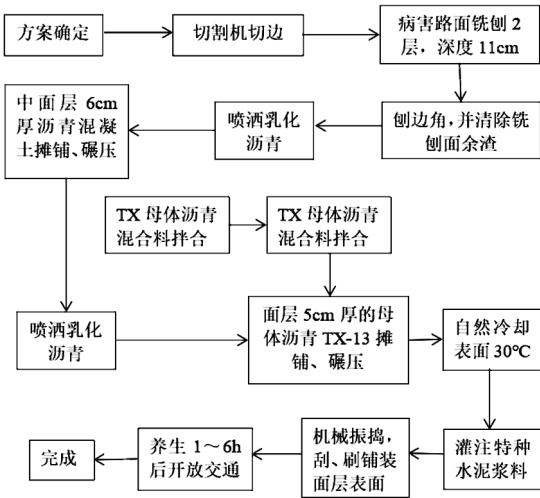 方案确定
切割机切边
病害路面铣刨2
层，深度11cm
刨边角，并清除铣
刨面余渣
喷洒乳化
沥青
中面层6cm
厚沥青混凝
土摊铺、碾压
TX母体沥青
混合料拌合
TX母体沥青
混合料拌合
喷洒乳化
沥青
面层5cm厚的母
体沥青TX-13摊
铺、碾压
自然冷却
表面30℃
灌注特种
水泥浆料
机械振捣，
刮、刷铺装
面层表面
养生1～6h
后开放交通
完成